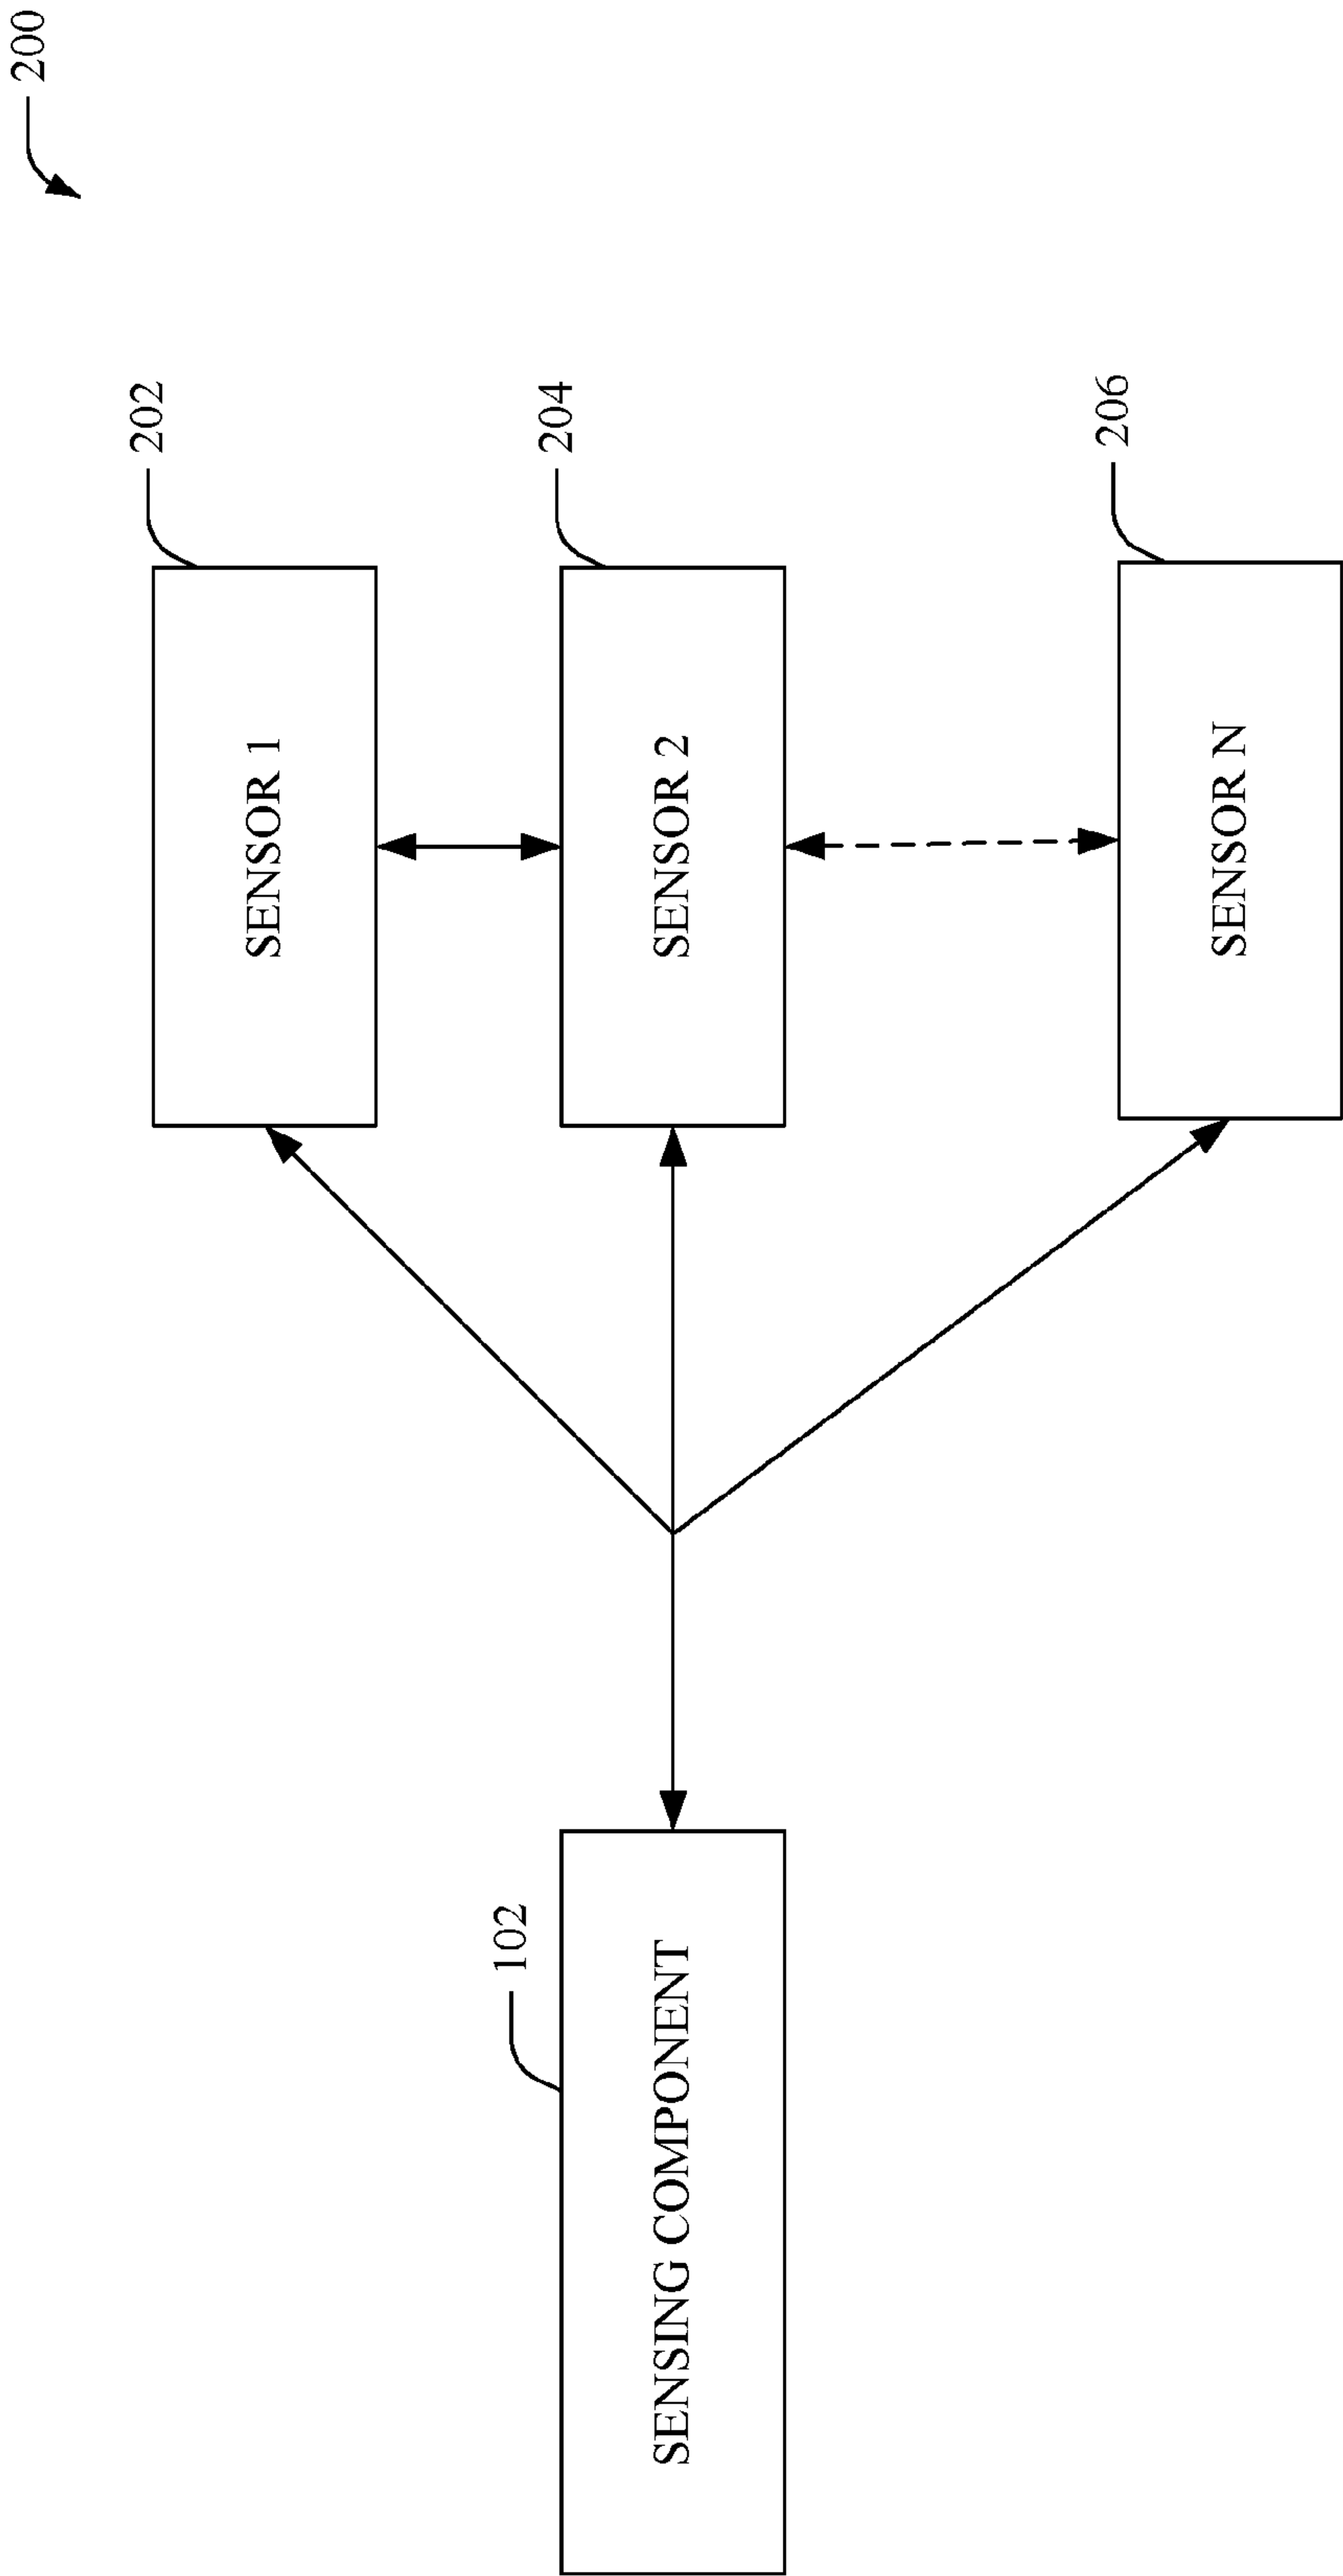 200
202
SENSOR 1
204
102
SENSING COMPONENT
SENSOR 2
206
SENSOR N